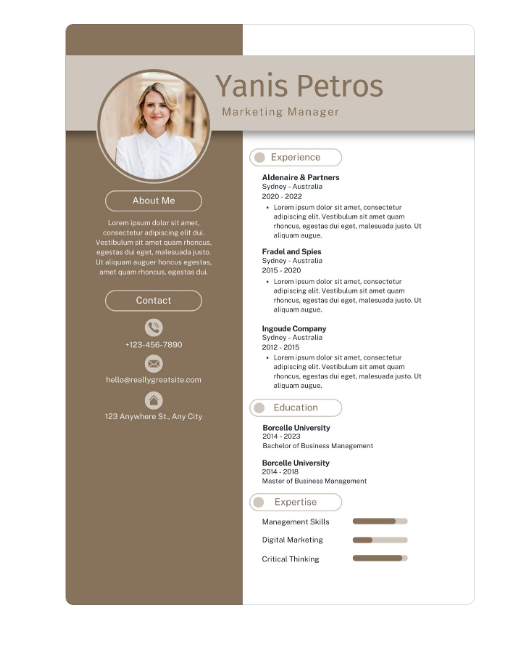 Yanis Petros
Marketing Manager
About Me
Lorem ipsum dolor sit amet,
consectetur adipiscing elit dui.
Vestibulum sit amet quam rhoncus,
egestas dui eget, malesuada justo.
Ut aliquam auguer honcus egestas,
amet quam rhoncus, egestas dui.
Contact
+123-456-7890
hello@reallygreatsite.com
123 Anywhere St., Any City
Experience
Aldenaire & Partners
Sydney - Australia
2020 - 2022
• Lorem ipsum dolor sit amet, consectetur
adipiscing elit. Vestibulum sit amet quam
rhoncus, egestas dui eget, malesuada justo. Ut
aliquam augue.
Fradel and Spies
Sydney - Australia
2015 - 2020
• Lorem ipsum dolor sit amet, consectetur
adipiscing elit. Vestibulum sit amet quam
rhoncus, egestas dui eget, malesuada justo. Ut
aliquam augue.
Ingoude Company
Sydney - Australia
2012 - 2015
• Lorem ipsum dolor sit amet, consectetur
adipiscing elit. Vestibulum sit amet quam
rhoncus, egestas dui eget, malesuada justo. Ut
aliquam augue.
Education
Borcelle University
2014 - 2023
Bachelor of Business Management
Borcelle University
2014 - 2018
Master of Business Management
Expertise
Management Skills
Digital Marketing
Critical Thinking